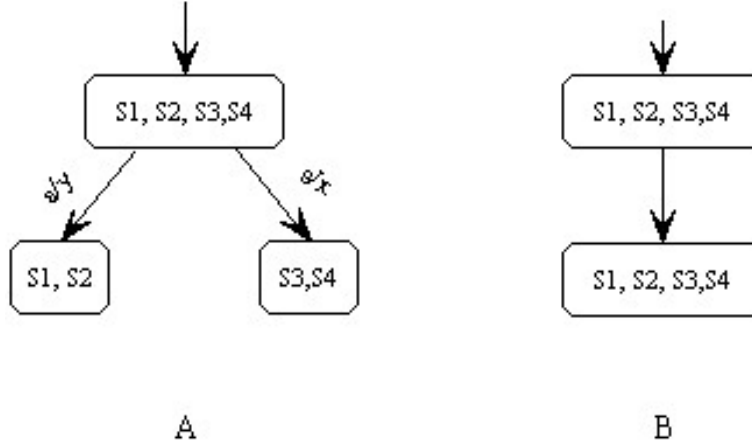 S1, S2, S3,S4
a/y
a/x
S1, S2
S3,S4
A
S1, S2, S3,S4
S1, S2, S3,S4
B